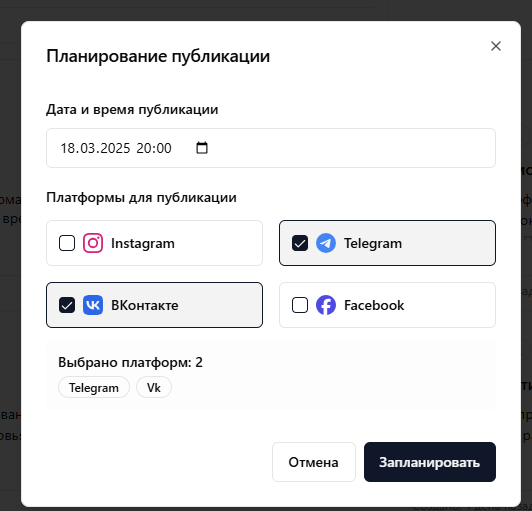 Планирование публикации
Дата и время публикации
18.03.2025 20:00
Платформы для публикации
Instagram
Telegram
ВКонтакте
Facebook
Выбрано платформ: 2
Telegram Vk
Отмена Запланировать